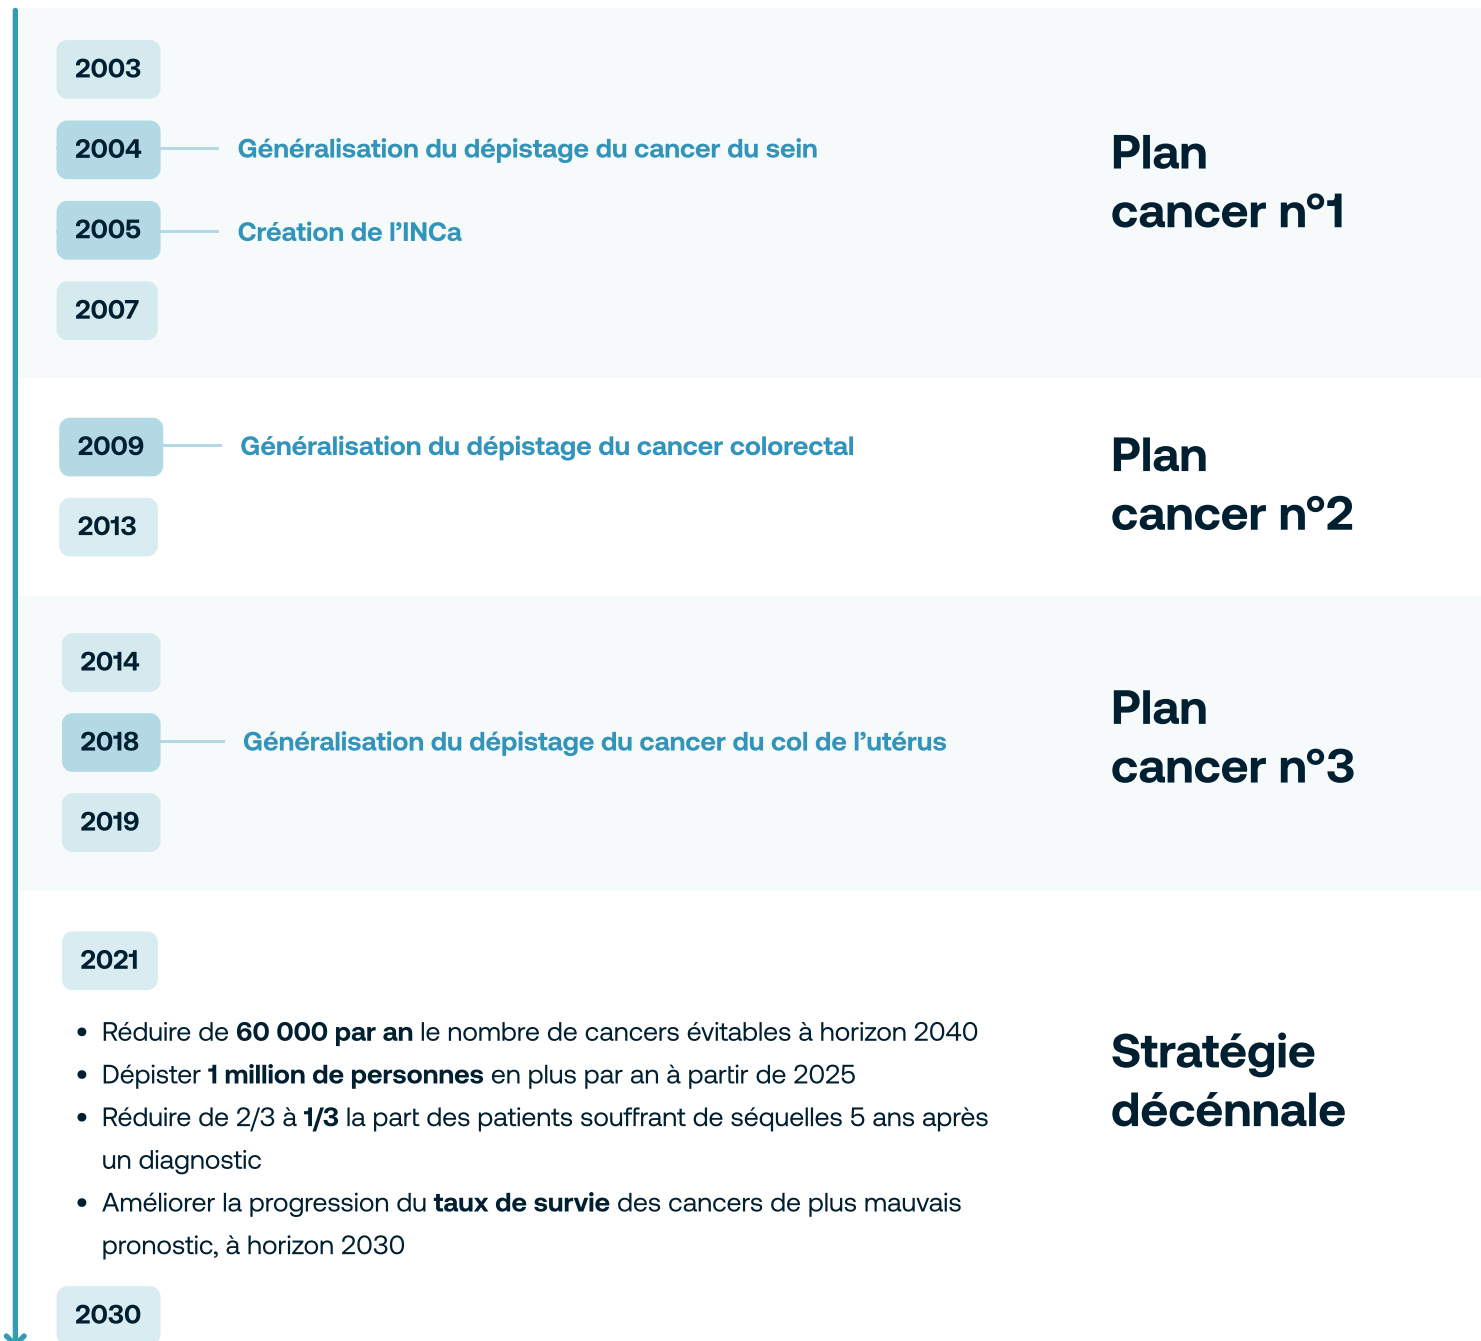 2003
2004
Généralisation du dépistage du cancer du sein
2005
Création de l’INCa
2007
Plan
cancer n°1
2009
Généralisation du dépistage du cancer colorectal
2013
Plan
cancer n°2
2014
2018
Généralisation du dépistage du cancer du col de l’utérus
2019
Plan
cancer n°3
2021
• Réduire de 60 000 par an le nombre de cancers évitables à horizon 2040
• Dépister 1 million de personnes en plus par an à partir de 2025
• Réduire de 2/3 à 1/3 la part des patients souffrant de séquelles 5 ans après
un diagnostic
• Améliorer la progression du taux de survie des cancers de plus mauvais
pronostic, à horizon 2030
2030
Stratégie
décénnale